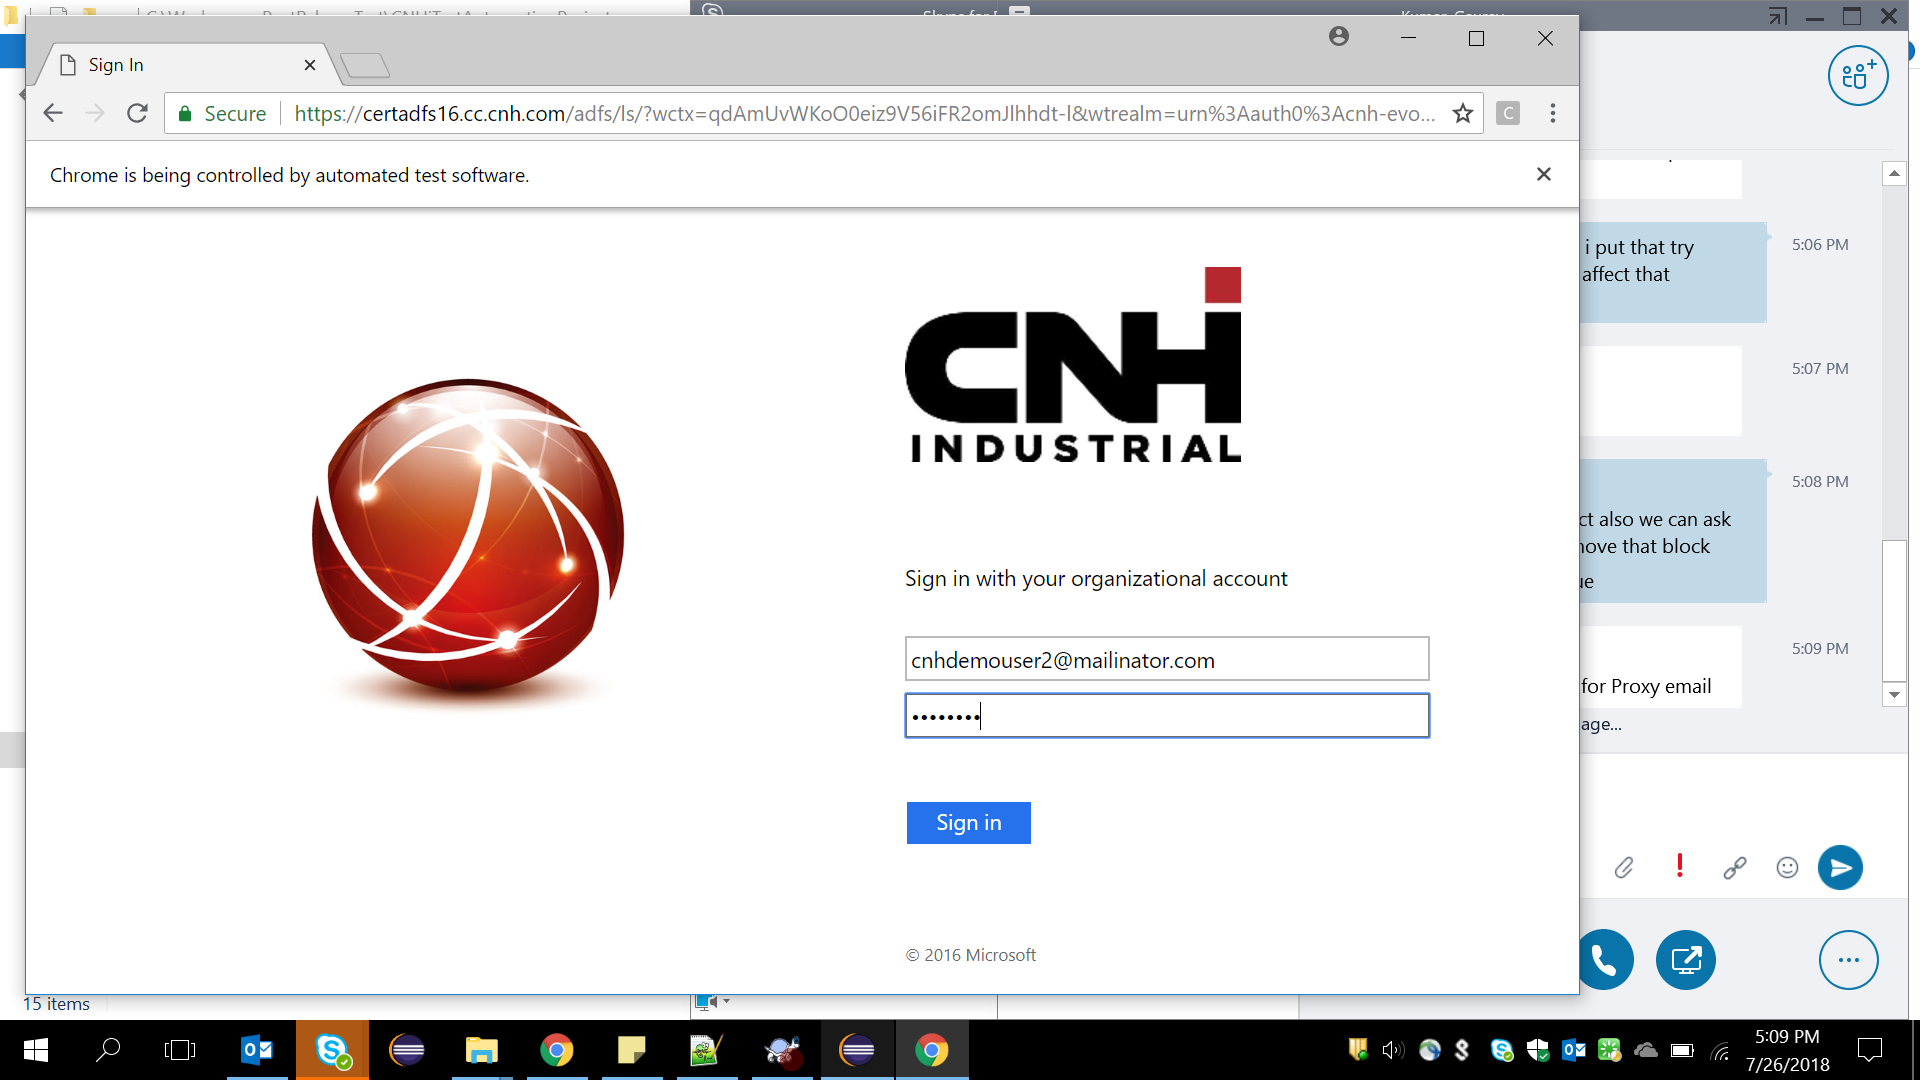 Sign In
Secure
https://certadfs16.cc.cnh.com/adfs/ls/?wctx=qdAmUvWKoO0eiz9V56iFR2omJlhhdt-l&wtrealm=urn%3Aauth0%3Acnh-evo...
C
Chrome is being controlled by automated test software.
CNH
INDUSTRIAL
Sign in with your organizational account
cnhdemouser2@mailinator.com
••••••••
Sign in
© 2016 Microsoft
i put that try
affect that
5:06 PM
5:07 PM
5:08 PM
ct also we can ask
move that block
ue
5:09 PM
for Proxy email
age...
15 items
5:09 PM
7/26/2018